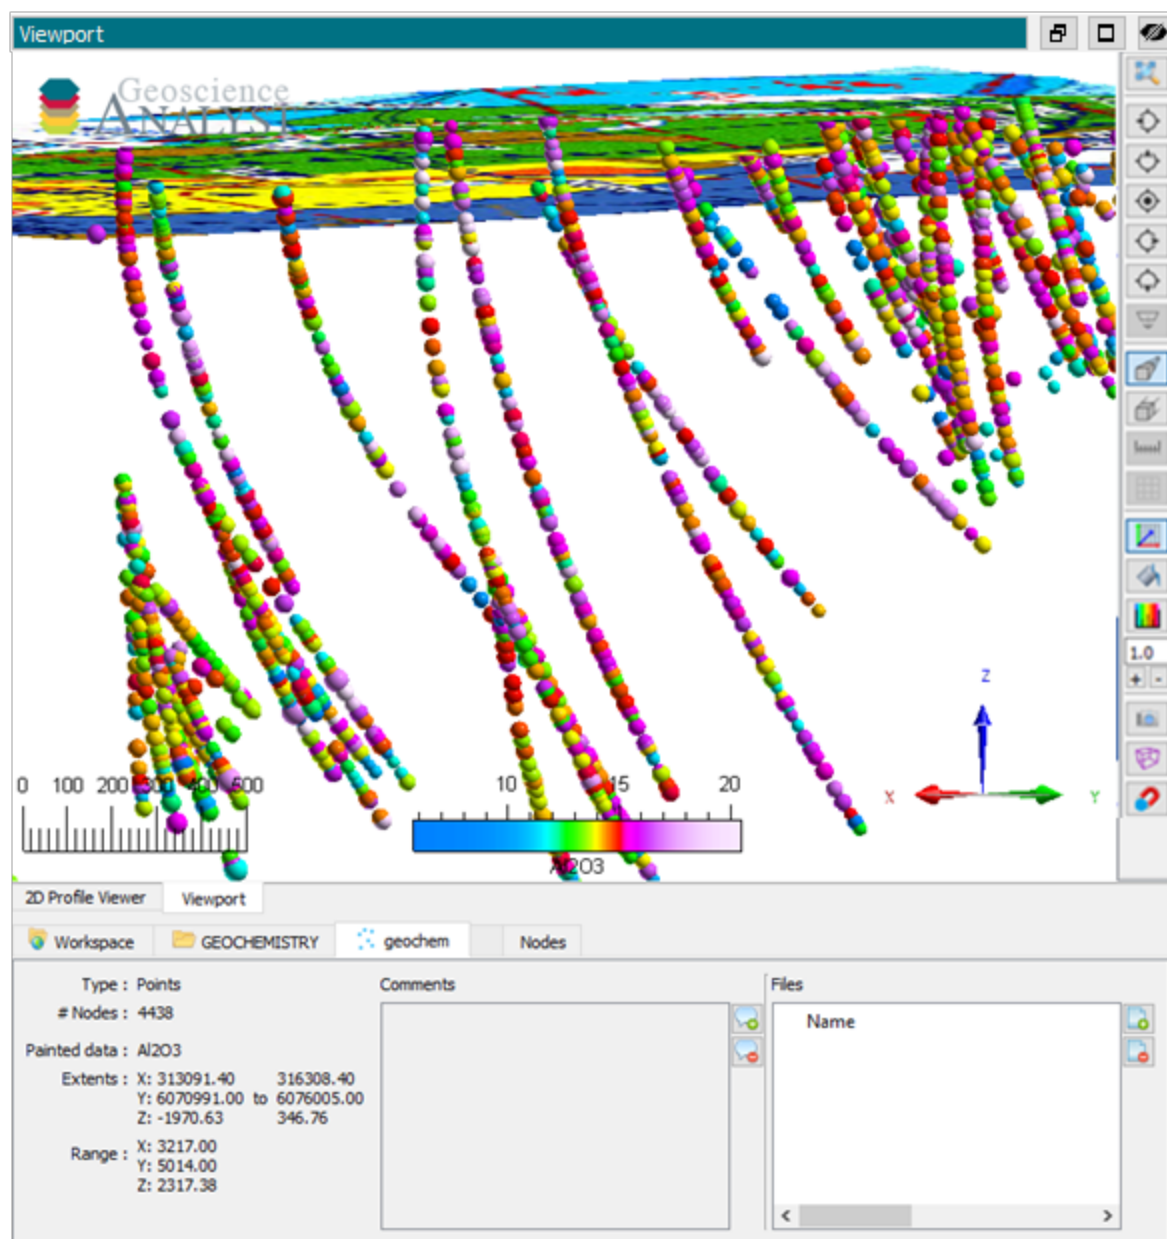 Viewport
Geoscience
ANALYST
1.0
+ -
Z
X Y
0 100 200 300 400 500
10 15 20
Al2O3
2D Profile Viewer Viewport
Workspace GEOCHEMISTRY geochem Nodes
Type : Points Comments Files
# Nodes : 4438 Name
Painted data : Al2O3
Extents : X: 313091.40 316308.40
Y: 6070991.00 to 6076005.00
Z: -1970.63 346.76
Range : X: 3217.00
Y: 5014.00
Z: 2317.38